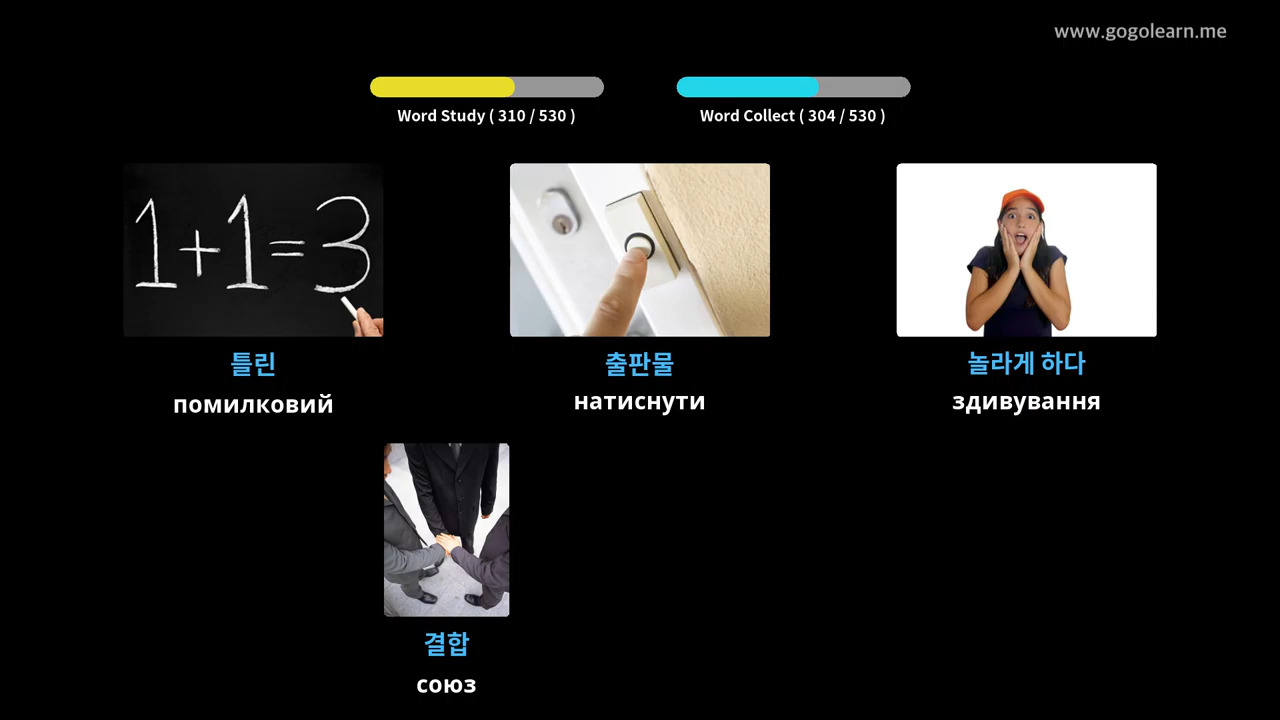 www.gogolearn.me
Word Study ( 310 / 530 )
Word Collect ( 304 / 530 )
1+1=3
틀린
помилковий
출판물
натиснути
놀라게 하다
здивування
결합
союз